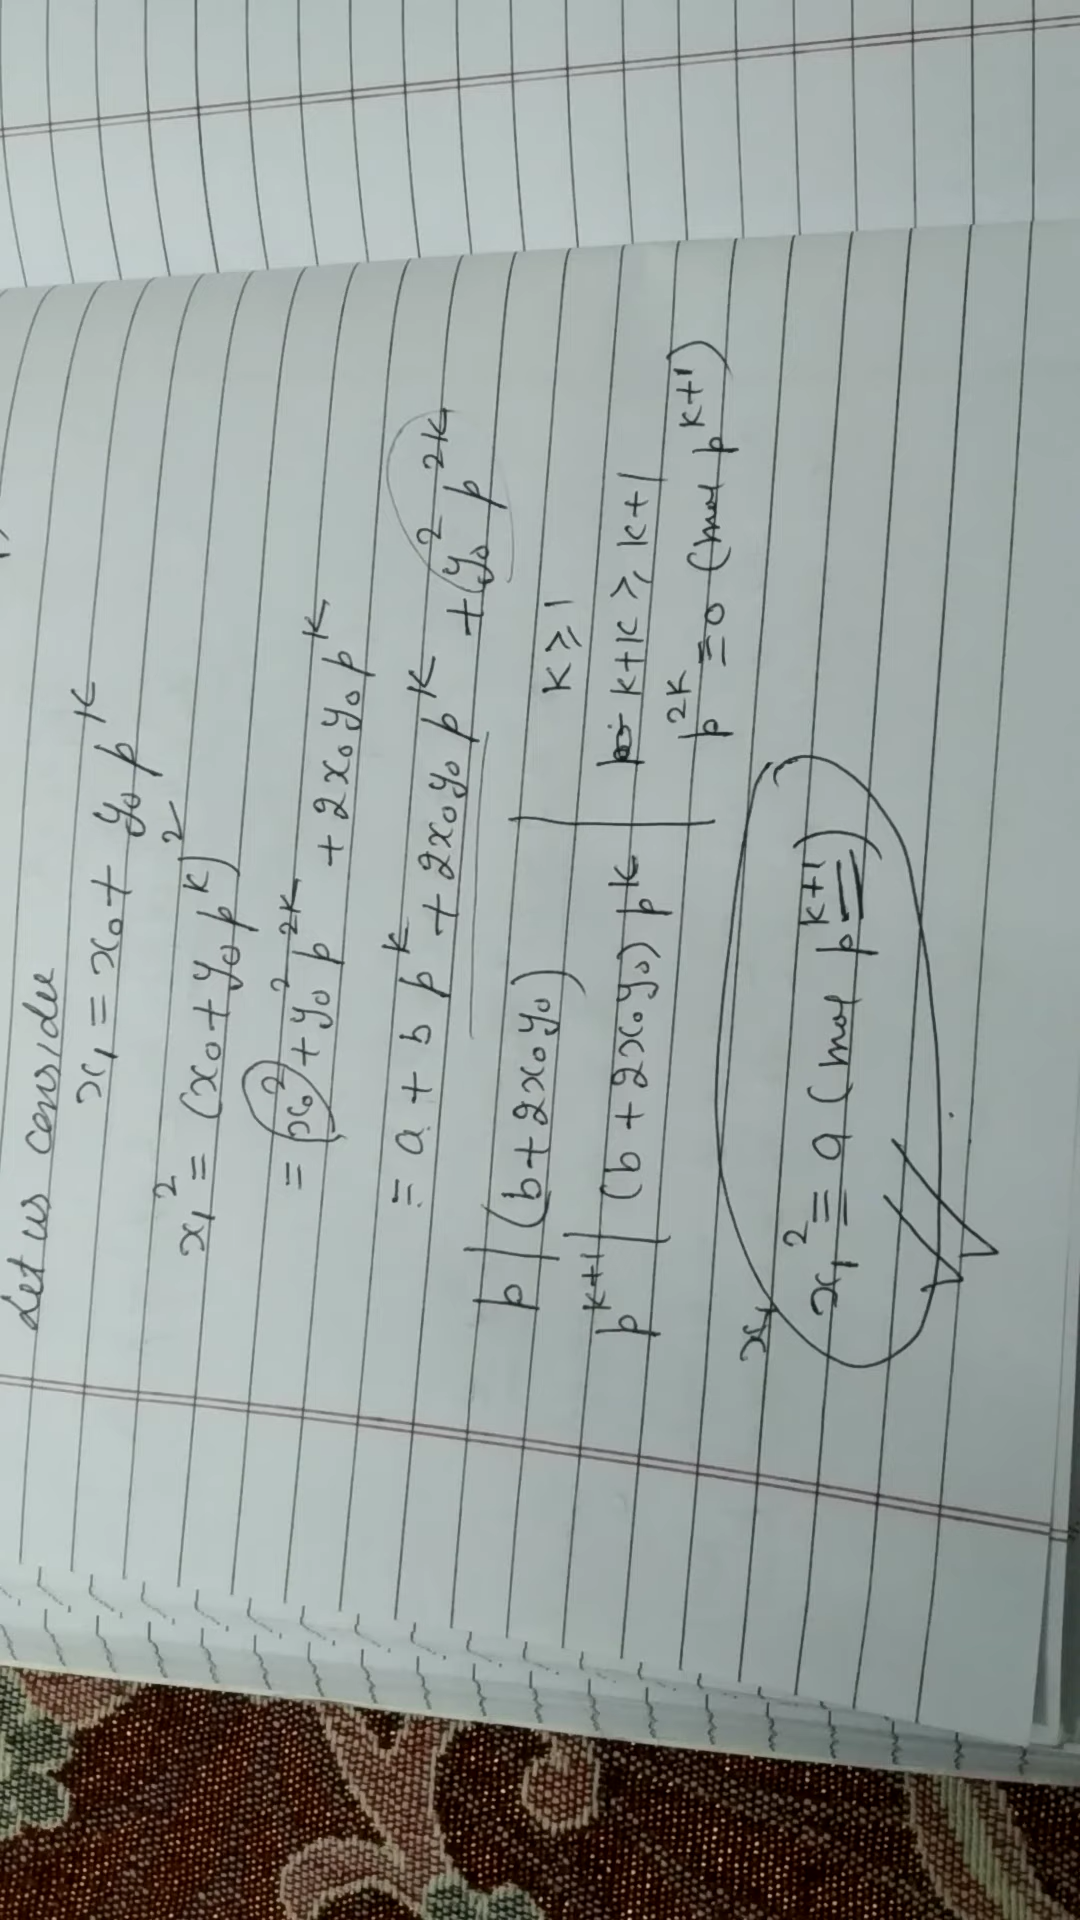 Let us consider
x₁ = x₀ + y₀ p^k
x₁² = (x₀ + y₀ p^k)²
= x₀² + y₀² p^2k + 2x₀y₀ p^k
= a + b p^k + 2x₀y₀ p^k + y₀² p^2k
p | (b + 2x₀y₀)
p^k+1 | (b + 2x₀y₀) p^k
k ≥ 1
k+k ≥ k+1
p^2k ≡ 0 (mod p^k+1)
x₁
x₁² ≡ a (mod p^k+1)